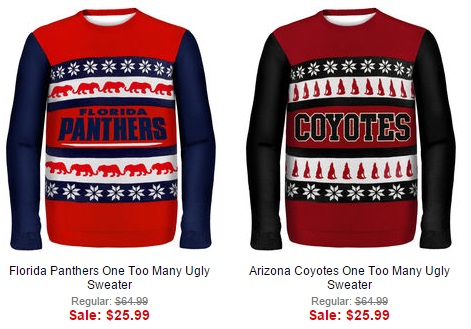 FLORIDA
PANTHERS
COYOTES
Florida Panthers One Too Many Ugly
Sweater
Regular: $64.99
Sale: $25.99
Arizona Coyotes One Too Many Ugly
Sweater
Regular: $64.99
Sale: $25.99